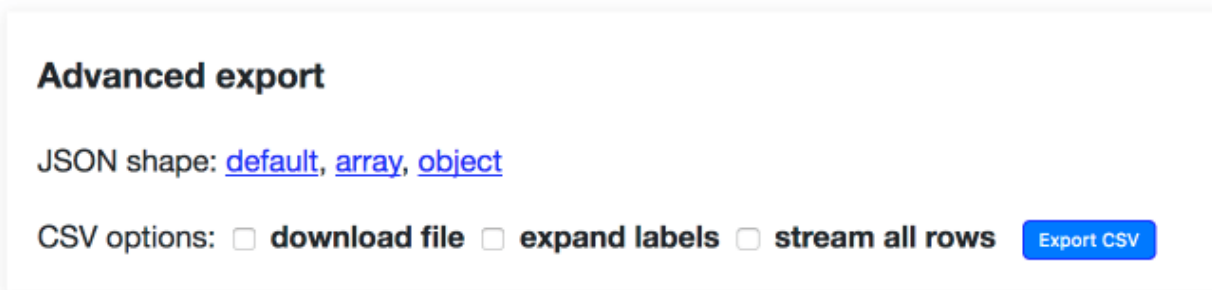 Advanced export
JSON shape: default, array, object
CSV options: download file expand labels stream all rows Export CSV